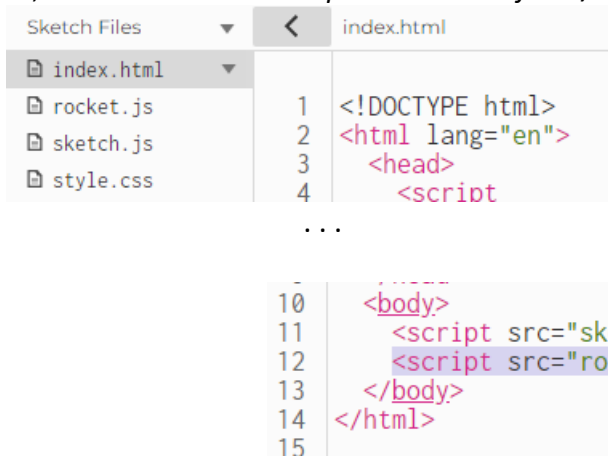 Sketch Files
index.html
index.html
rocket.js
sketch.js
style.css
1 <!DOCTYPE html>
2 <html lang="en">
3 <head>
4 <script
...
10 <body>
11 <script src="sk
12 <script src="ro
13 </body>
14 </html>
15